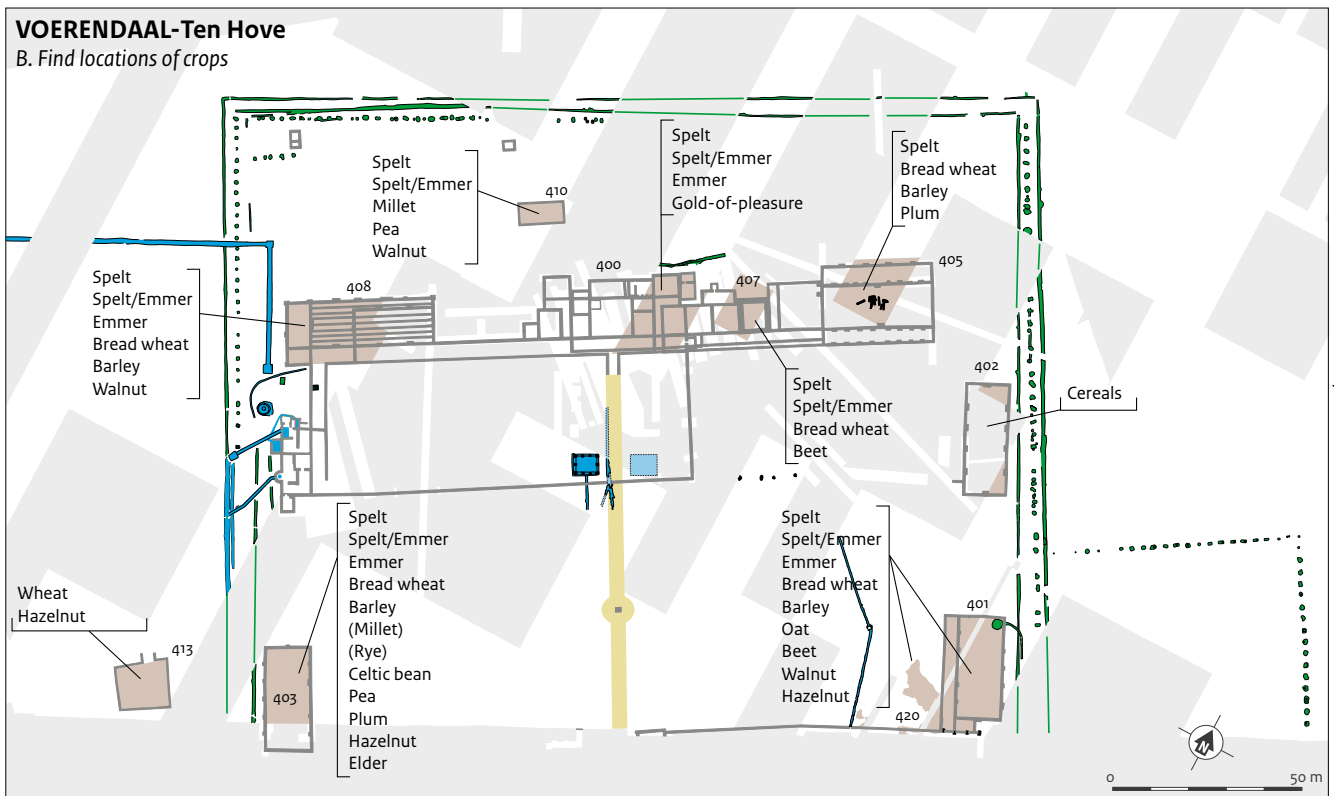 VOERENDAAL-Ten Hove
B. Find locations of crops
Spelt
Spelt/Emmer
Millet
Pea
Walnut
410
Spelt
Spelt/Emmer
Emmer
Gold-of-pleasure
Spelt
Bread wheat
Barley
Plum
400
407
405
408
Spelt
Spelt/Emmer
Emmer
Bread wheat
Barley
Walnut
402
Cereals
Spelt
Spelt/Emmer
Bread wheat
Beet
Spelt
Spelt/Emmer
Emmer
Bread wheat
Barley
(Millet)
(Rye)
Celtic bean
Pea
Plum
Hazelnut
Elder
403
Spelt
Spelt/Emmer
Emmer
Bread wheat
Barley
Oat
Beet
Walnut
Hazelnut
401
420
Wheat
Hazelnut
413
N
0 50 m